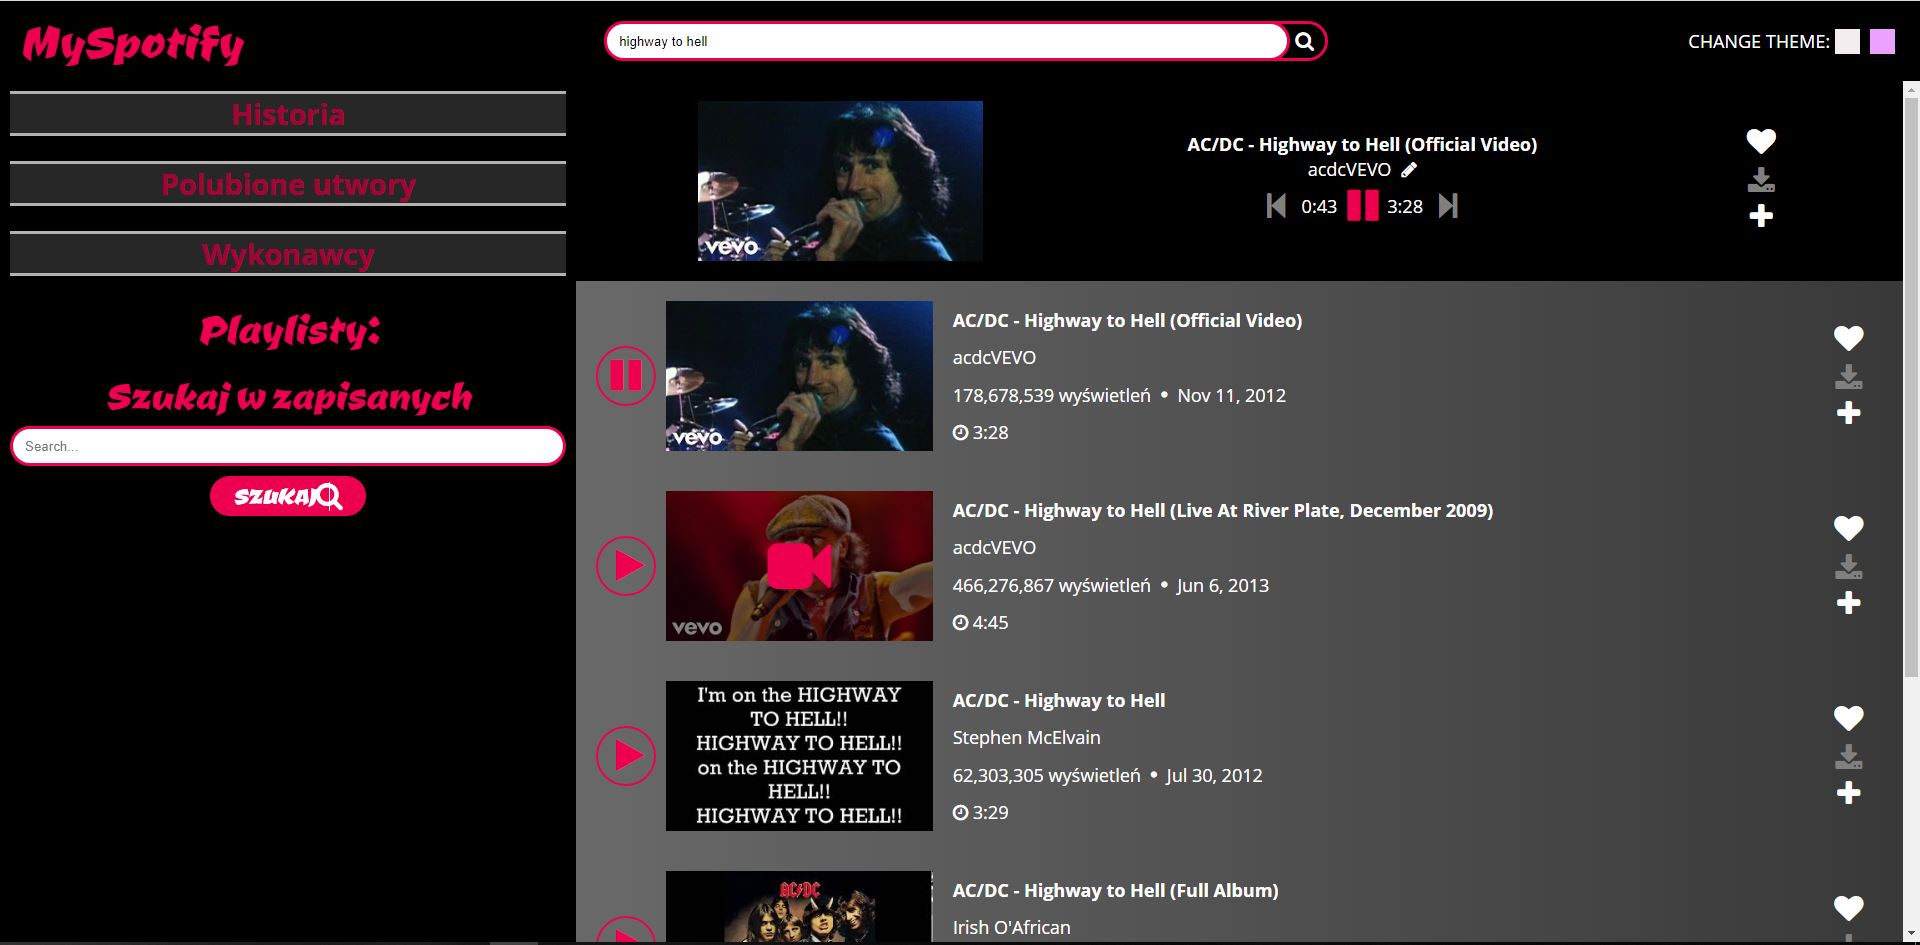 MySpotify
highway to hell
CHANGE THEME:
Historia
Polubione utwory
Wykonawcy
Playlisty:
Szukaj w zapisanych
Search...
SZUKAJ
vevo
AC/DC - Highway to Hell (Official Video)
acdcVEVO
0:43 3:28
vevo
AC/DC - Highway to Hell (Official Video)
acdcVEVO
178,678,539 wyświetleń • Nov 11, 2012
3:28
vevo
AC/DC - Highway to Hell (Live At River Plate, December 2009)
acdcVEVO
466,276,867 wyświetleń • Jun 6, 2013
4:45
I'm on the HIGHWAY
TO HELL!!
HIGHWAY TO HELL!!
on the HIGHWAY TO
HELL!!
HIGHWAY TO HELL!!
AC/DC - Highway to Hell
Stephen McElvain
62,303,305 wyświetleń • Jul 30, 2012
3:29
AC/DC
AC/DC - Highway to Hell (Full Album)
Irish O'African